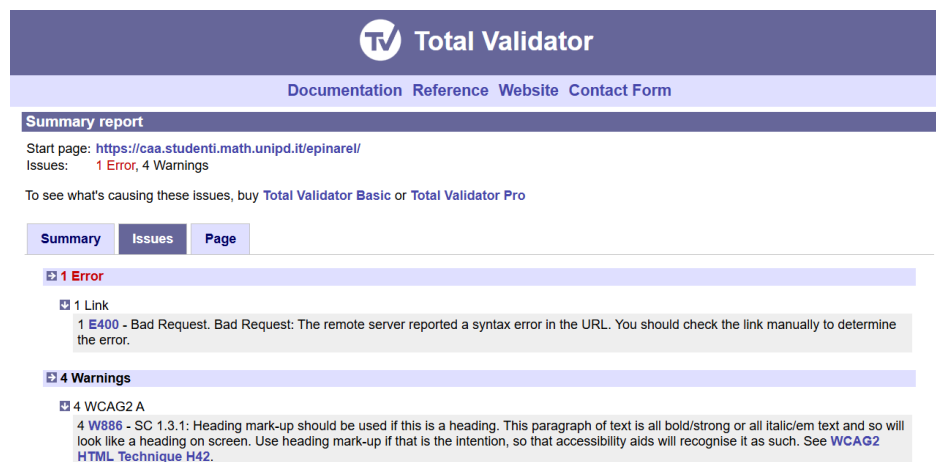 TV Total Validator
Documentation Reference Website Contact Form
Summary report
Start page: https://caa.studenti.math.unipd.it/epinarel/
Issues: 1 Error, 4 Warnings
To see what's causing these issues, buy Total Validator Basic or Total Validator Pro
Summary Issues Page
1 Error
1 Link
1 E400 - Bad Request. Bad Request: The remote server reported a syntax error in the URL. You should check the link manually to determine
the error.
4 Warnings
4 WCAG2 A
4 W886 - SC 1.3.1: Heading mark-up should be used if this is a heading. This paragraph of text is all bold/strong or all italic/em text and so will
look like a heading on screen. Use heading mark-up if that is the intention, so that accessibility aids will recognise it as such. See WCAG2
HTML Technique H42.